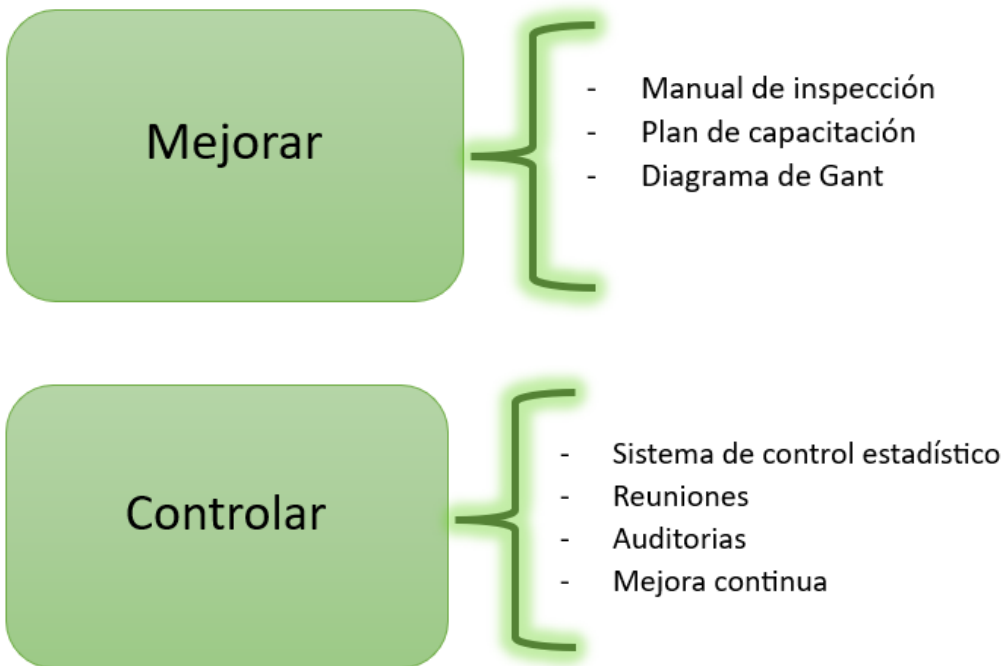 Mejorar
- Manual de inspección
- Plan de capacitación
- Diagrama de Gant
Controlar
- Sistema de control estadístico
- Reuniones
- Auditorias
- Mejora continua